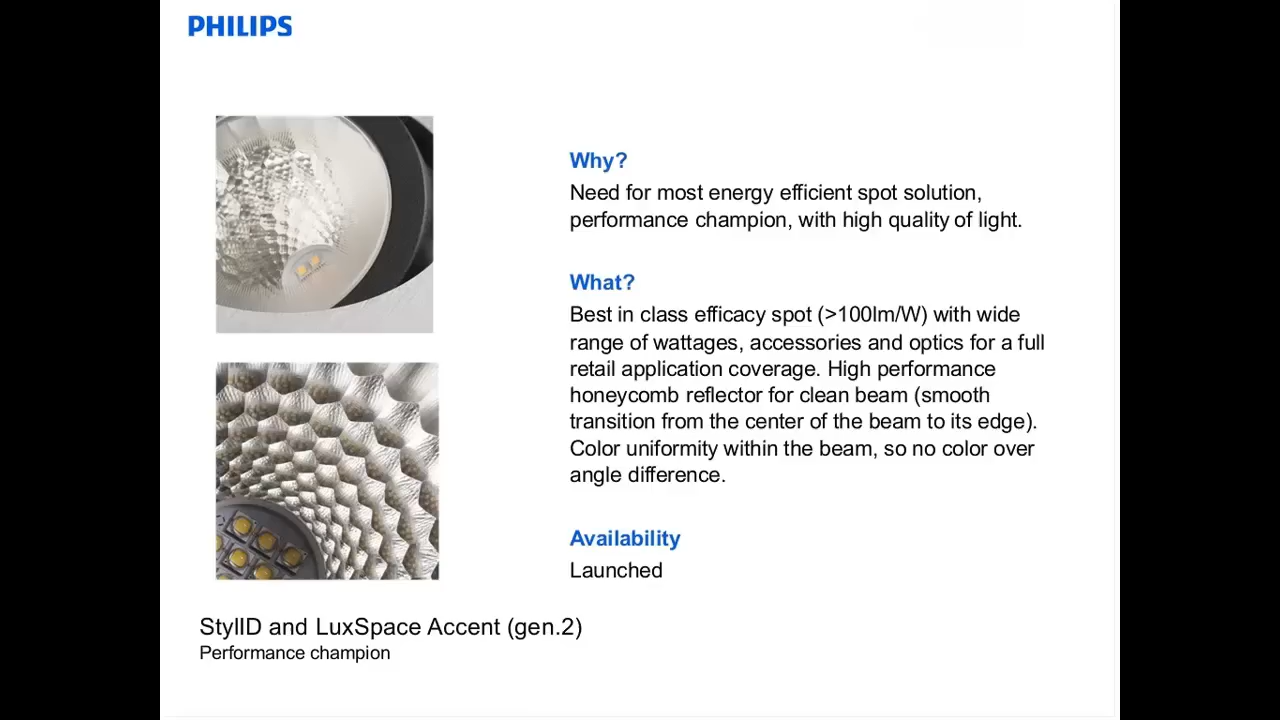 PHILIPS
Why?
Need for most energy efficient spot solution,
performance champion, with high quality of light.
What?
Best in class efficacy spot (>100lm/W) with wide
range of wattages, accessories and optics for a full
retail application coverage. High performance
honeycomb reflector for clean beam (smooth
transition from the center of the beam to its edge).
Color uniformity within the beam, so no color over
angle difference.
Availability
Launched
StylID and LuxSpace Accent (gen.2)
Performance champion